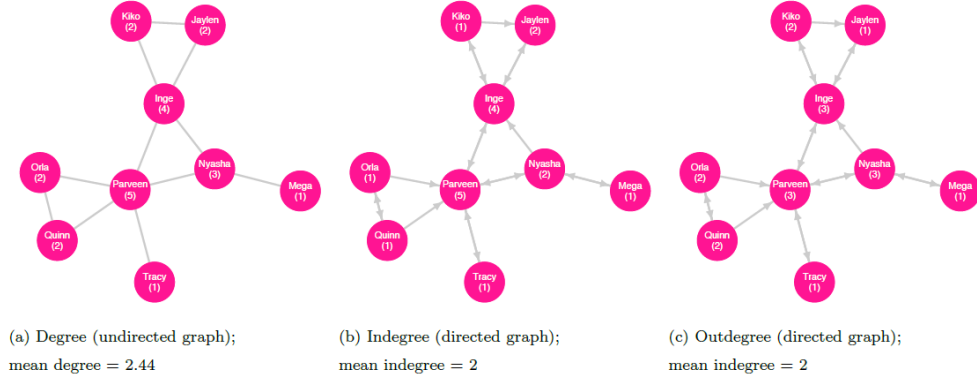 Kiko
(2)
Jaylen
(2)
Inge
(4)
Orla
(2)
Parveen
(5)
Nyasha
(3)
Mega
(1)
Quinn
(2)
Tracy
(1)
(a) Degree (undirected graph);
mean degree = 2.44
Kiko
(1)
Jaylen
(2)
Inge
(4)
Orla
(1)
Parveen
(5)
Nyasha
(2)
Mega
(1)
Quinn
(1)
Tracy
(1)
(b) Indegree (directed graph);
mean indegree = 2
Kiko
(2)
Jaylen
(1)
Inge
(3)
Orla
(2)
Parveen
(3)
Nyasha
(3)
Mega
(1)
Quinn
(2)
Tracy
(1)
(c) Outdegree (directed graph);
mean indegree = 2